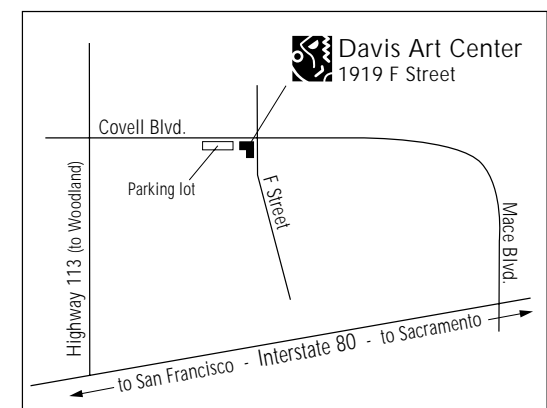 Davis Art Center
1919 F Street
Covell Blvd.
Parking lot
F Street
Highway 113 (to Woodland)
Mace Blvd.
to San Francisco - Interstate 80 - to Sacramento